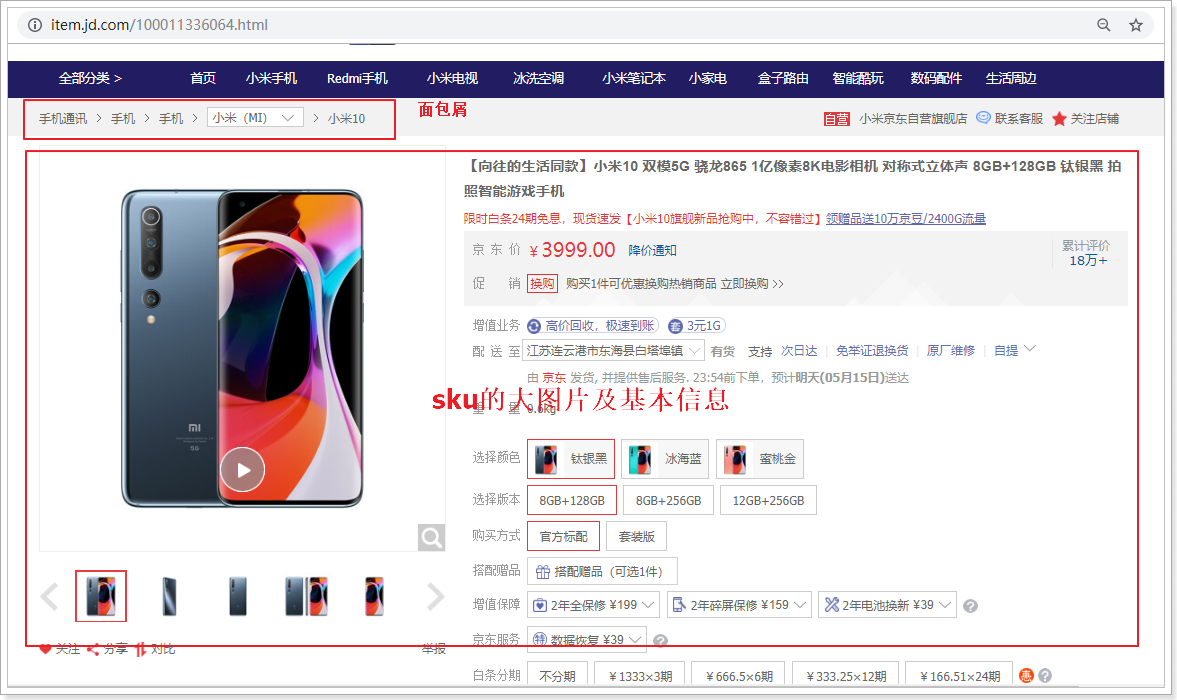 item.jd.com/100011336064.html
全部分类 > 首页 小米手机 Redmi手机 小米电视 冰洗空调 小米笔记本 小家电 盒子路由 智能酷玩 数码配件 生活周边
手机通讯 > 手机 > 手机 > 小米（MI） > 小米10 面包屑 自营 小米京东自营旗舰店 联系客服 关注店铺
【向往的生活同款】小米10 双模5G 骁龙865 1亿像素8K电影相机 对称式立体声 8GB+128GB 钛银黑 拍
照智能游戏手机
限时白条24期免息，现货速发【小米10旗舰新品抢购中，不容错过】领赠品送10万京豆/2400G流量
京 东 价 ￥3999.00 降价通知 累计评价
18万+
促 销 换购 购买1件可优惠换购热销商品 立即换购 >>
增值业务 高价回收，极速到账 3元1G
配 送 至 江苏连云港市东海县白塔埠镇 有货 支持 次日达 免举证退换货 原厂维修 自提
由 京东 发货, 并提供售后服务. 23:54前下单，预计明天(05月15日)送达
sku的大图片及基本信息
重 量 0.6kg
选择颜色 钛银黑 冰海蓝 蜜桃金
选择版本 8GB+128GB 8GB+256GB 12GB+256GB
购买方式 官方标配 套装版
搭配赠品 搭配赠品（可选1件）
增值保障 2年全保修 ¥199 2年碎屏保修 ¥159 2年电池换新 ¥39 ?
京东服务 数据恢复 ¥39 ?
关注 分享 对比 举报
白条分期 不分期 ￥1333×3期 ￥666.5×6期 ￥333.25×12期 ￥166.51×24期 惠 ?
mi
5G